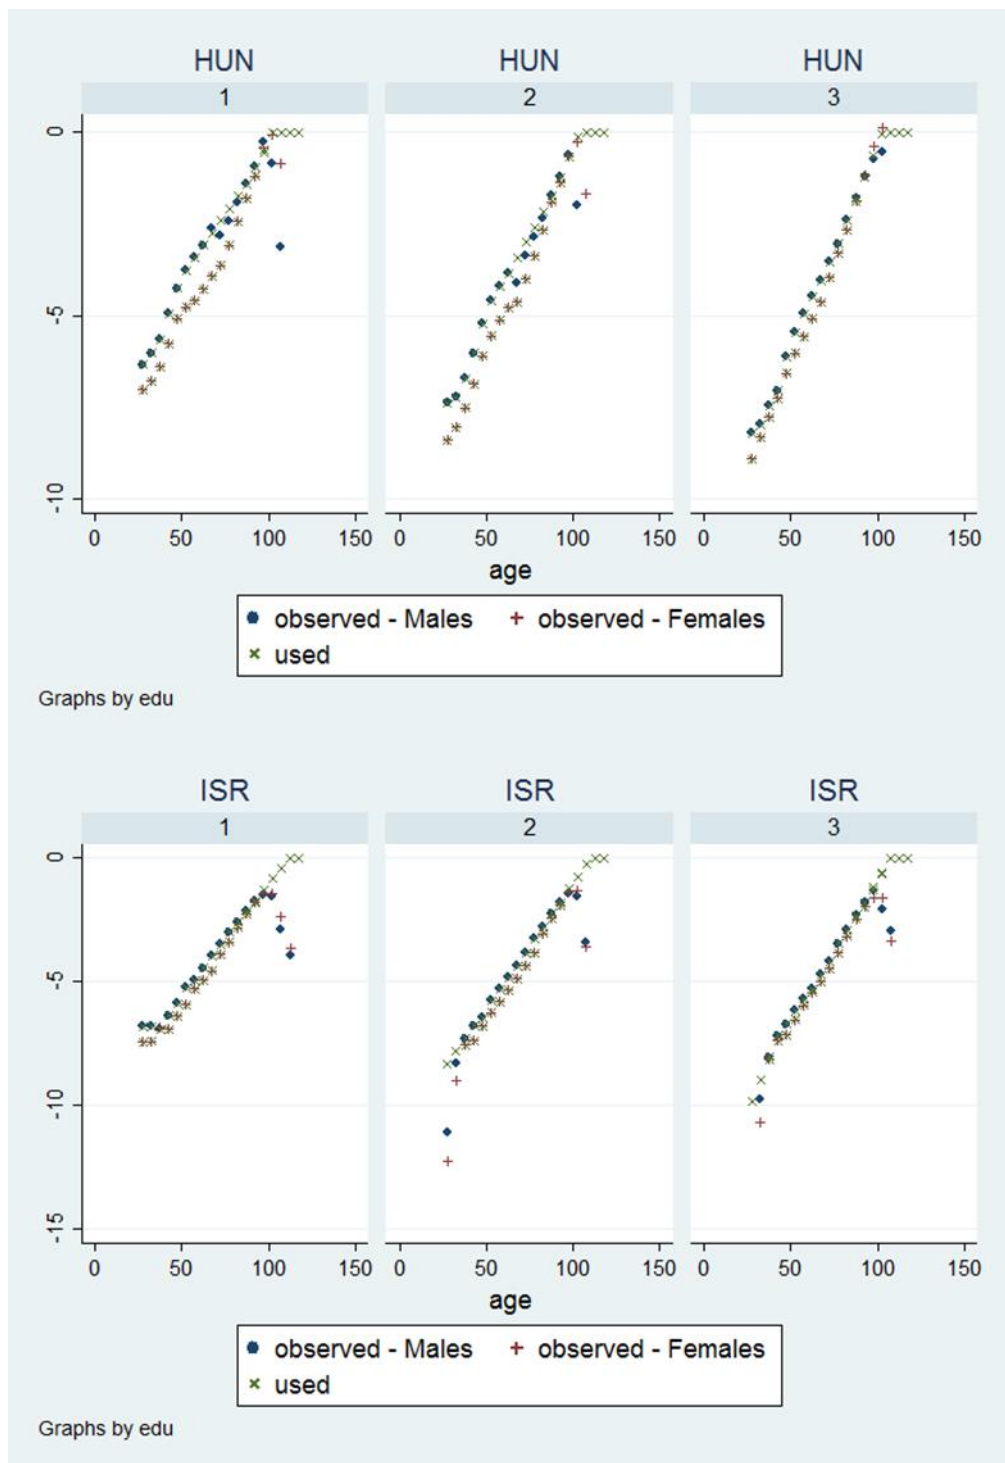 HUN HUN HUN
1 2 3
0
-5
-10
0 50 100 150 0 50 100 150 0 50 100 150
age
observed - Males observed - Females
used
Graphs by edu
ISR ISR ISR
1 2 3
0
-5
-10
-15
0 50 100 150 0 50 100 150 0 50 100 150
age
observed - Males observed - Females
used
Graphs by edu